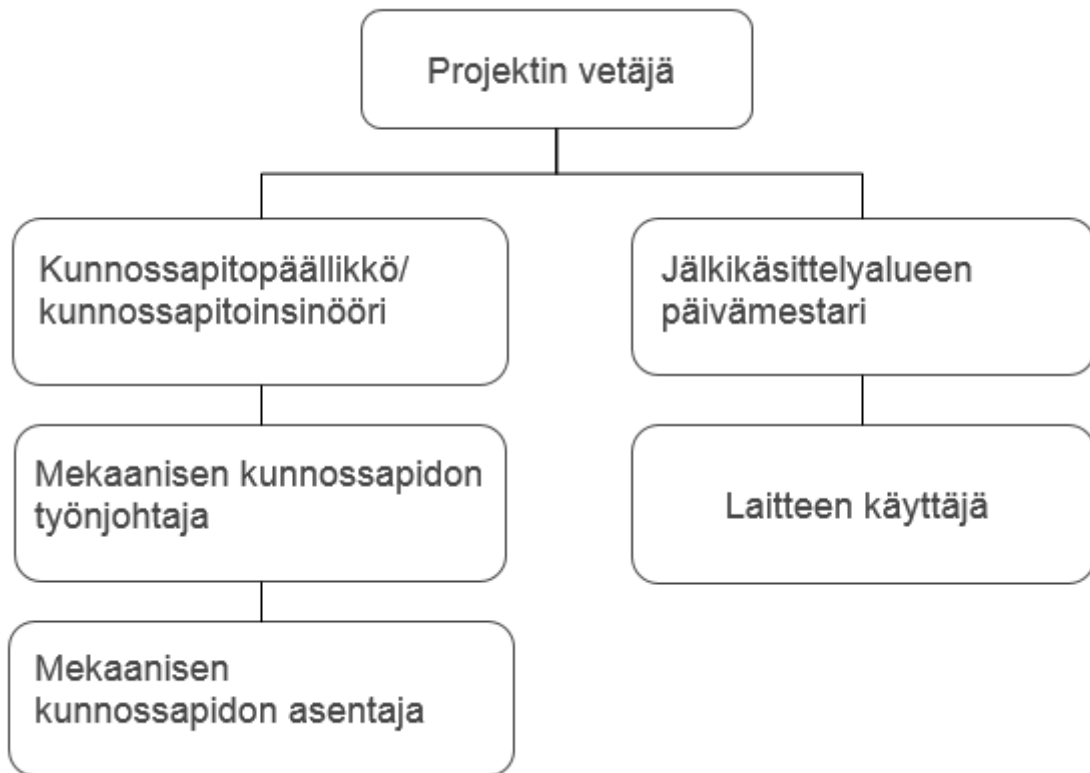 Projektin vetäjä
Kunnossapitopäällikkö/
kunnossapitoinsinööri
Jälkikäsittelyalueen
päivämestari
Mekaanisen kunnossapidon
työnjohtaja
Laitteen käyttäjä
Mekaanisen
kunnossapidon asentaja